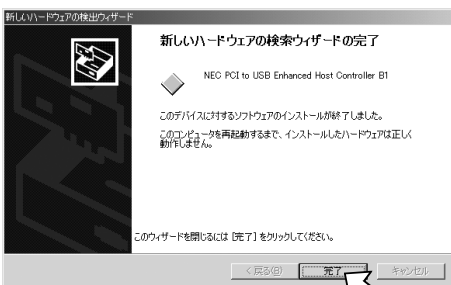 新しいハードウェアの検出ウィザード
新しいハードウェアの検索ウィザードの完了
NEC PCI to USB Enhanced Host Controller B1
このデバイスに対するソフトウェアのインストールが終了しました。
このコンピュータを再起動するまで、インストールしたハードウェアは正しく
動作しません。
このウィザードを閉じるには [完了] をクリックしてください。
< 戻る(B)
完了
キャンセル